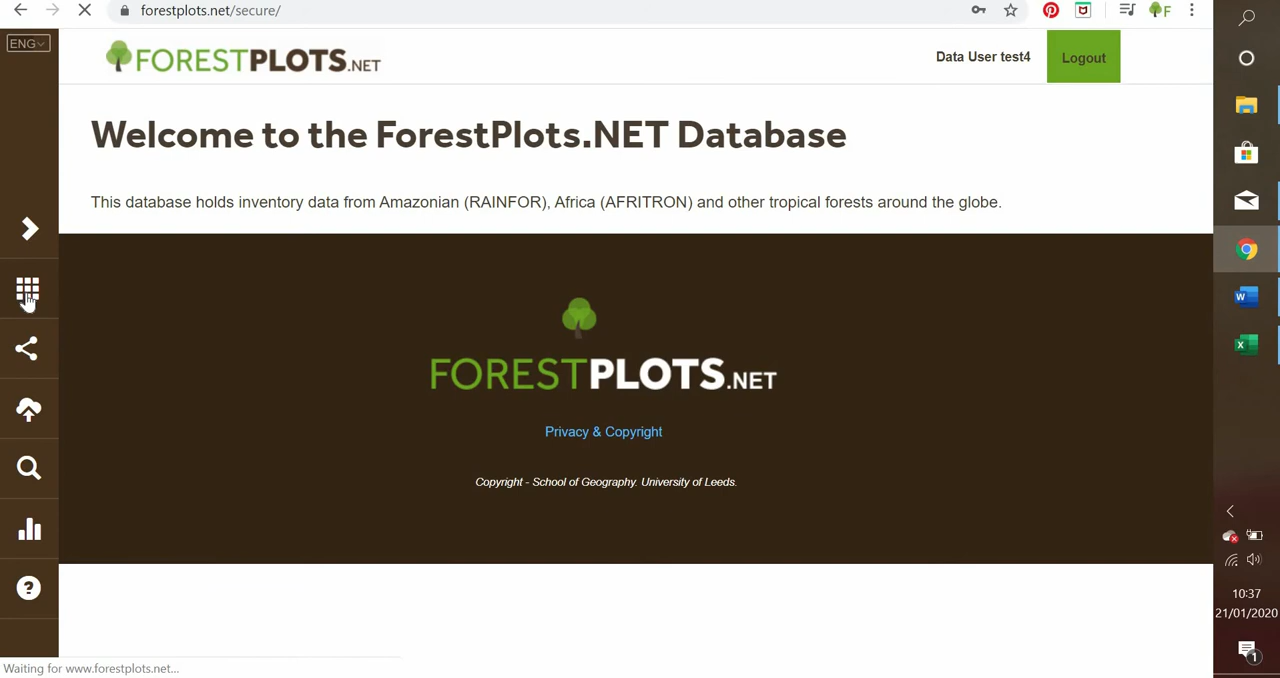 forestplots.net/secure/
F
ENG
FORESTPLOTS.NET
Data User test4
Logout
Welcome to the ForestPlots.NET Database
This database holds inventory data from Amazonian (RAINFOR), Africa (AFRITRON) and other tropical forests around the globe.
FORESTPLOTS.NET
Privacy & Copyright
Copyright - School of Geography. University of Leeds.
?
Waiting for www.forestplots.net...
10:37
21/01/2020
1